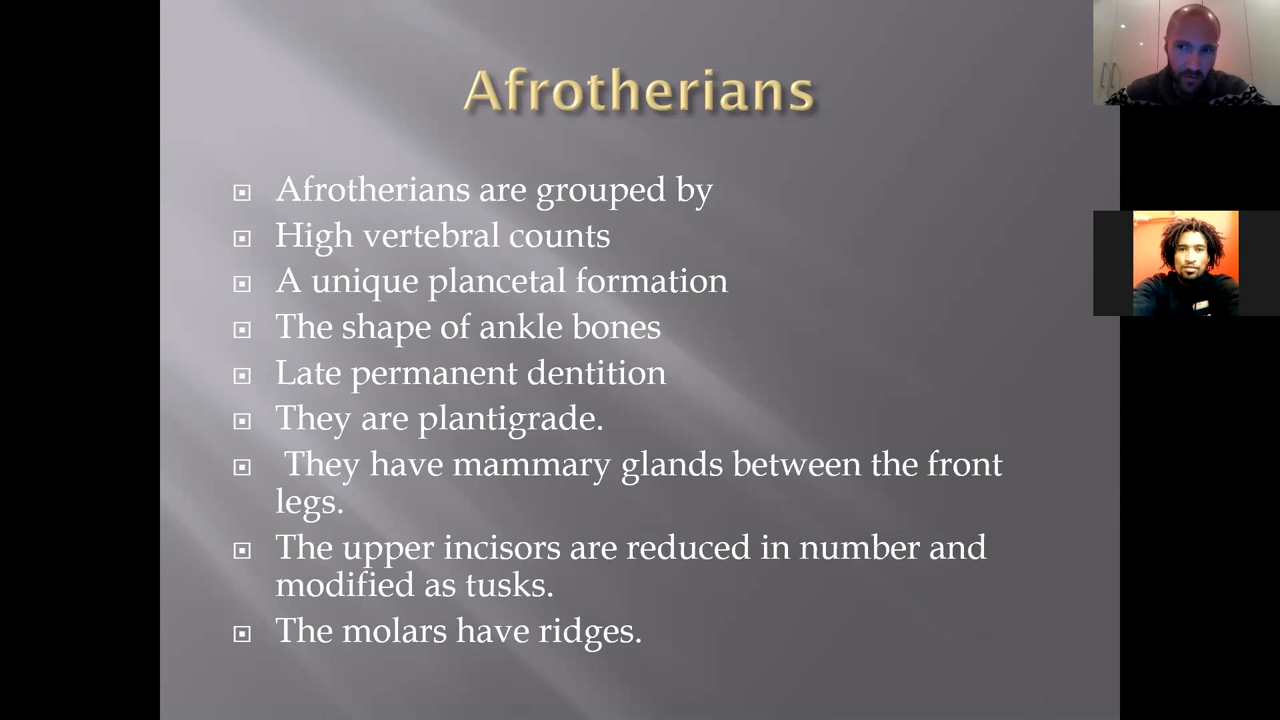 Afrotherians
Afrotherians are grouped by
High vertebral counts
A unique plancetal formation
The shape of ankle bones
Late permanent dentition
They are plantigrade.
They have mammary glands between the front
legs.
The upper incisors are reduced in number and
modified as tusks.
The molars have ridges.